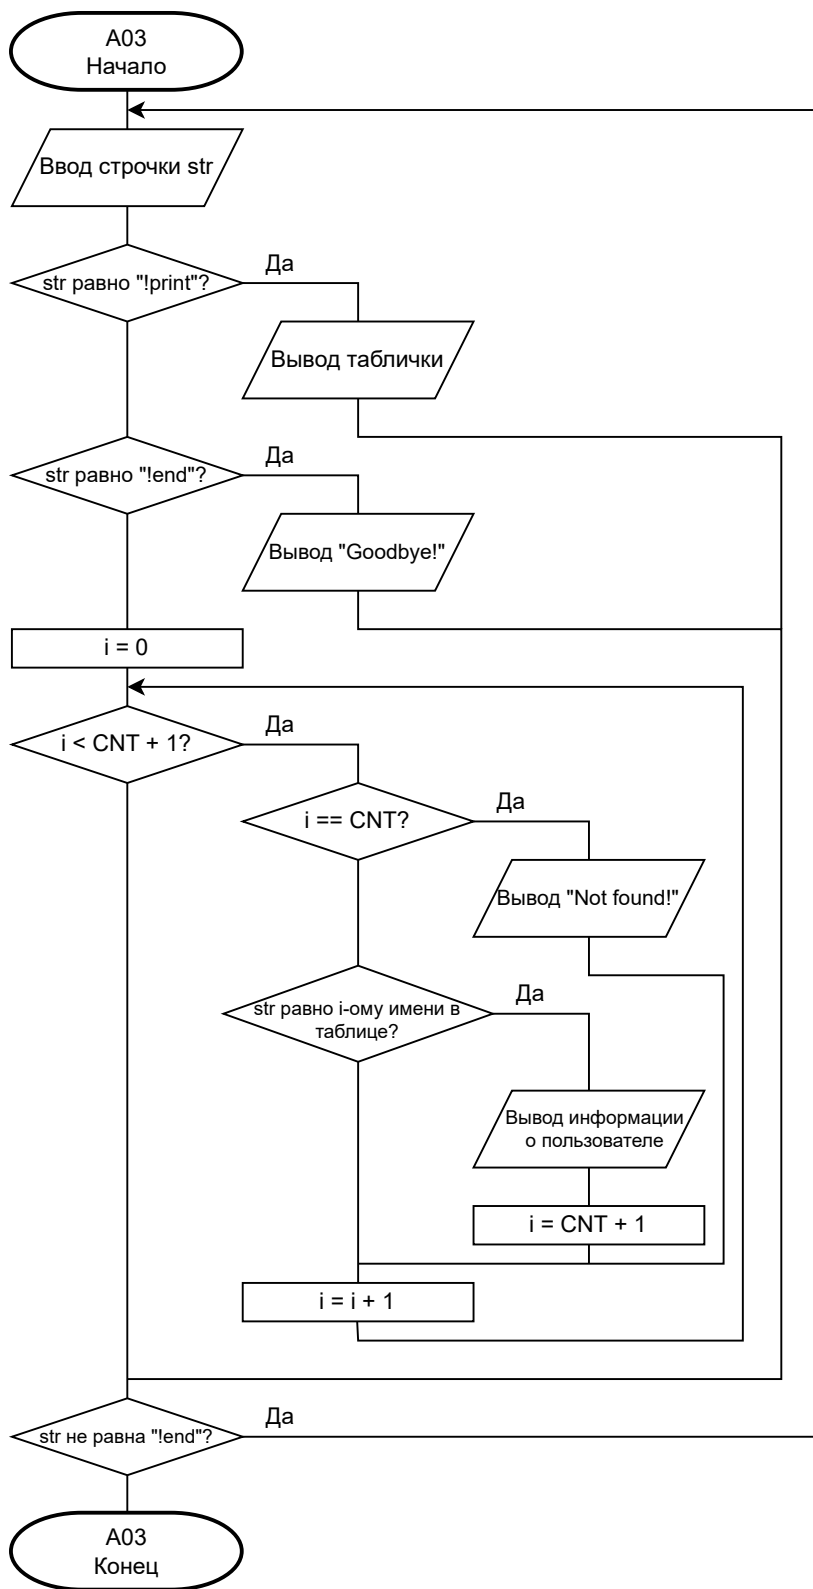 А03
Начало
Ввод строчки str
str равно "!print"?
Да
Вывод таблички
str равно "!end"?
Да
Вывод "Goodbye!"
i = 0
i < CNT + 1?
Да
i == CNT?
Да
Вывод "Not found!"
str равно i-ому имени в
таблице?
Да
Вывод информации
о пользователе
i = CNT + 1
i = i + 1
str не равна "!end"?
Да
А03
Конец